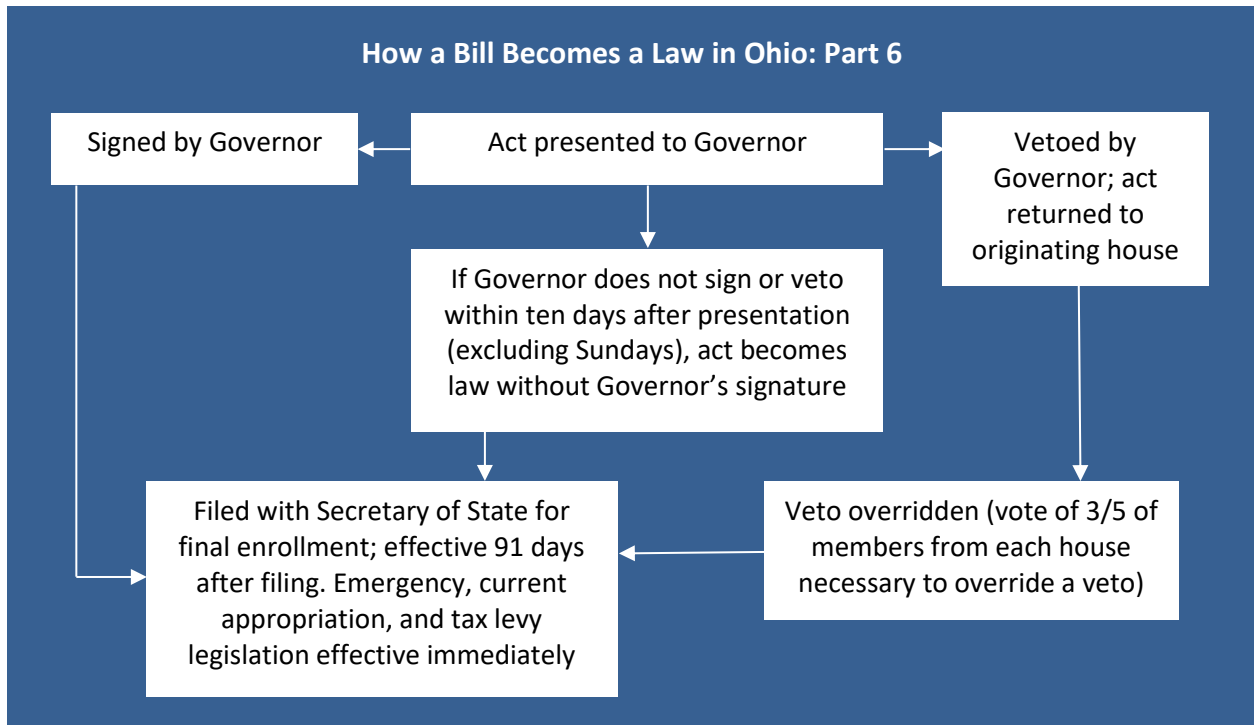 How a Bill Becomes a Law in Ohio: Part 6
Signed by Governor
Act presented to Governor
Vetoed by
Governor; act
returned to
originating house
If Governor does not sign or veto
within ten days after presentation
(excluding Sundays), act becomes
law without Governor’s signature
Filed with Secretary of State for
final enrollment; effective 91 days
after filing. Emergency, current
appropriation, and tax levy
legislation effective immediately
Veto overridden (vote of 3/5 of
members from each house
necessary to override a veto)